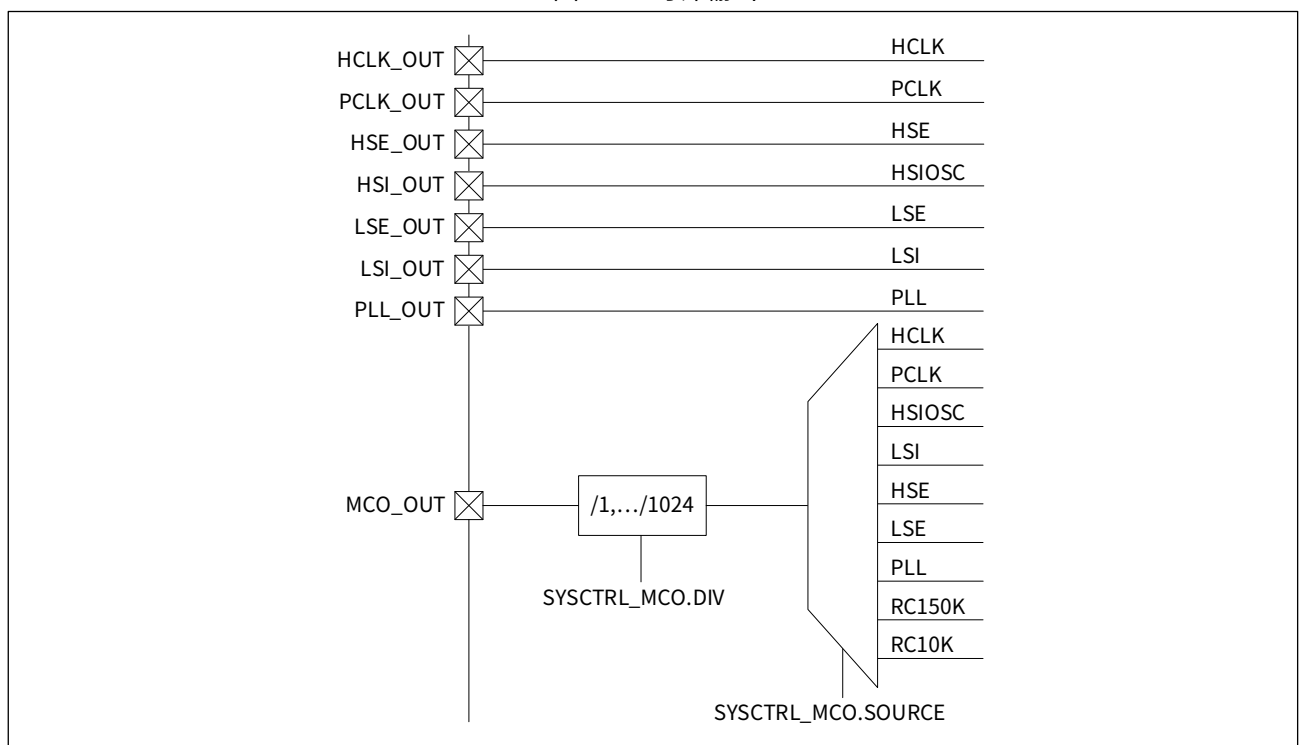 HCLK_OUT HCLK
PCLK_OUT PCLK
HSE_OUT HSE
HSI_OUT HSIOSC
LSE_OUT LSE
LSI_OUT LSI
PLL_OUT PLL
HCLK
PCLK
HSIOSC
LSI
HSE
MCO_OUT /1,…/1024
LSE
PLL
SYSCTRL_MCO.DIV
RC150K
RC10K
SYSCTRL_MCO.SOURCE